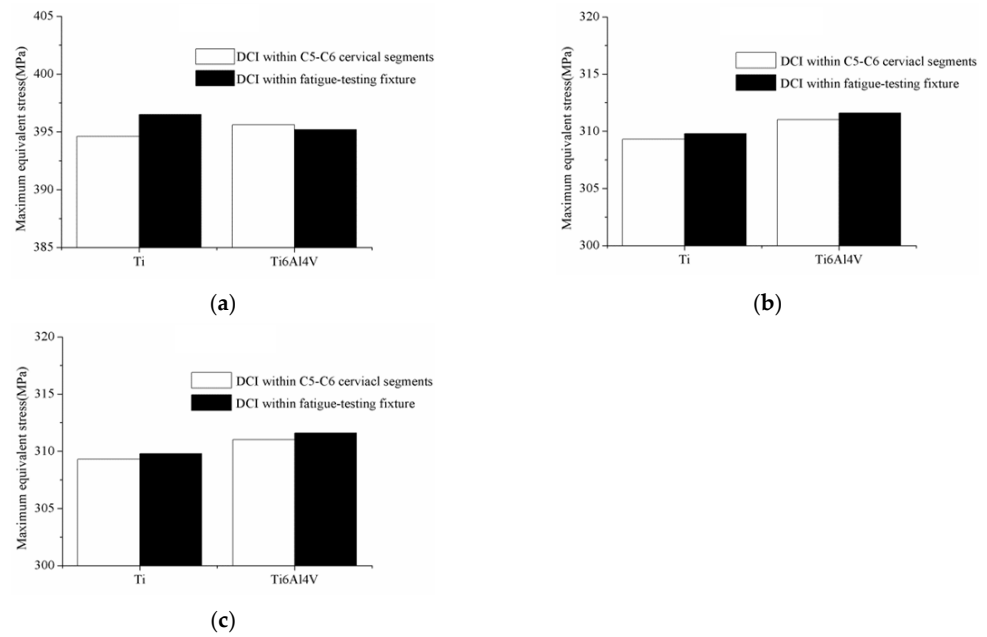 405
400
395
390
385
Maximum equivalent stress(MPa)
DCI within C5-C6 cervical segments
DCI within fatigue-testing fixture
Ti
Ti6Al4V
(a)
320
315
310
305
300
Maximum equivalent stress(MPa)
DCI within C5-C6 cerviacl segments
DCI within fatigue-testing fixture
Ti
Ti6Al4V
(b)
320
315
310
305
300
Maximum equivalent stress(MPa)
DCI within C5-C6 cerviacl segments
DCI within fatigue-testing fixture
Ti
Ti6Al4V
(c)